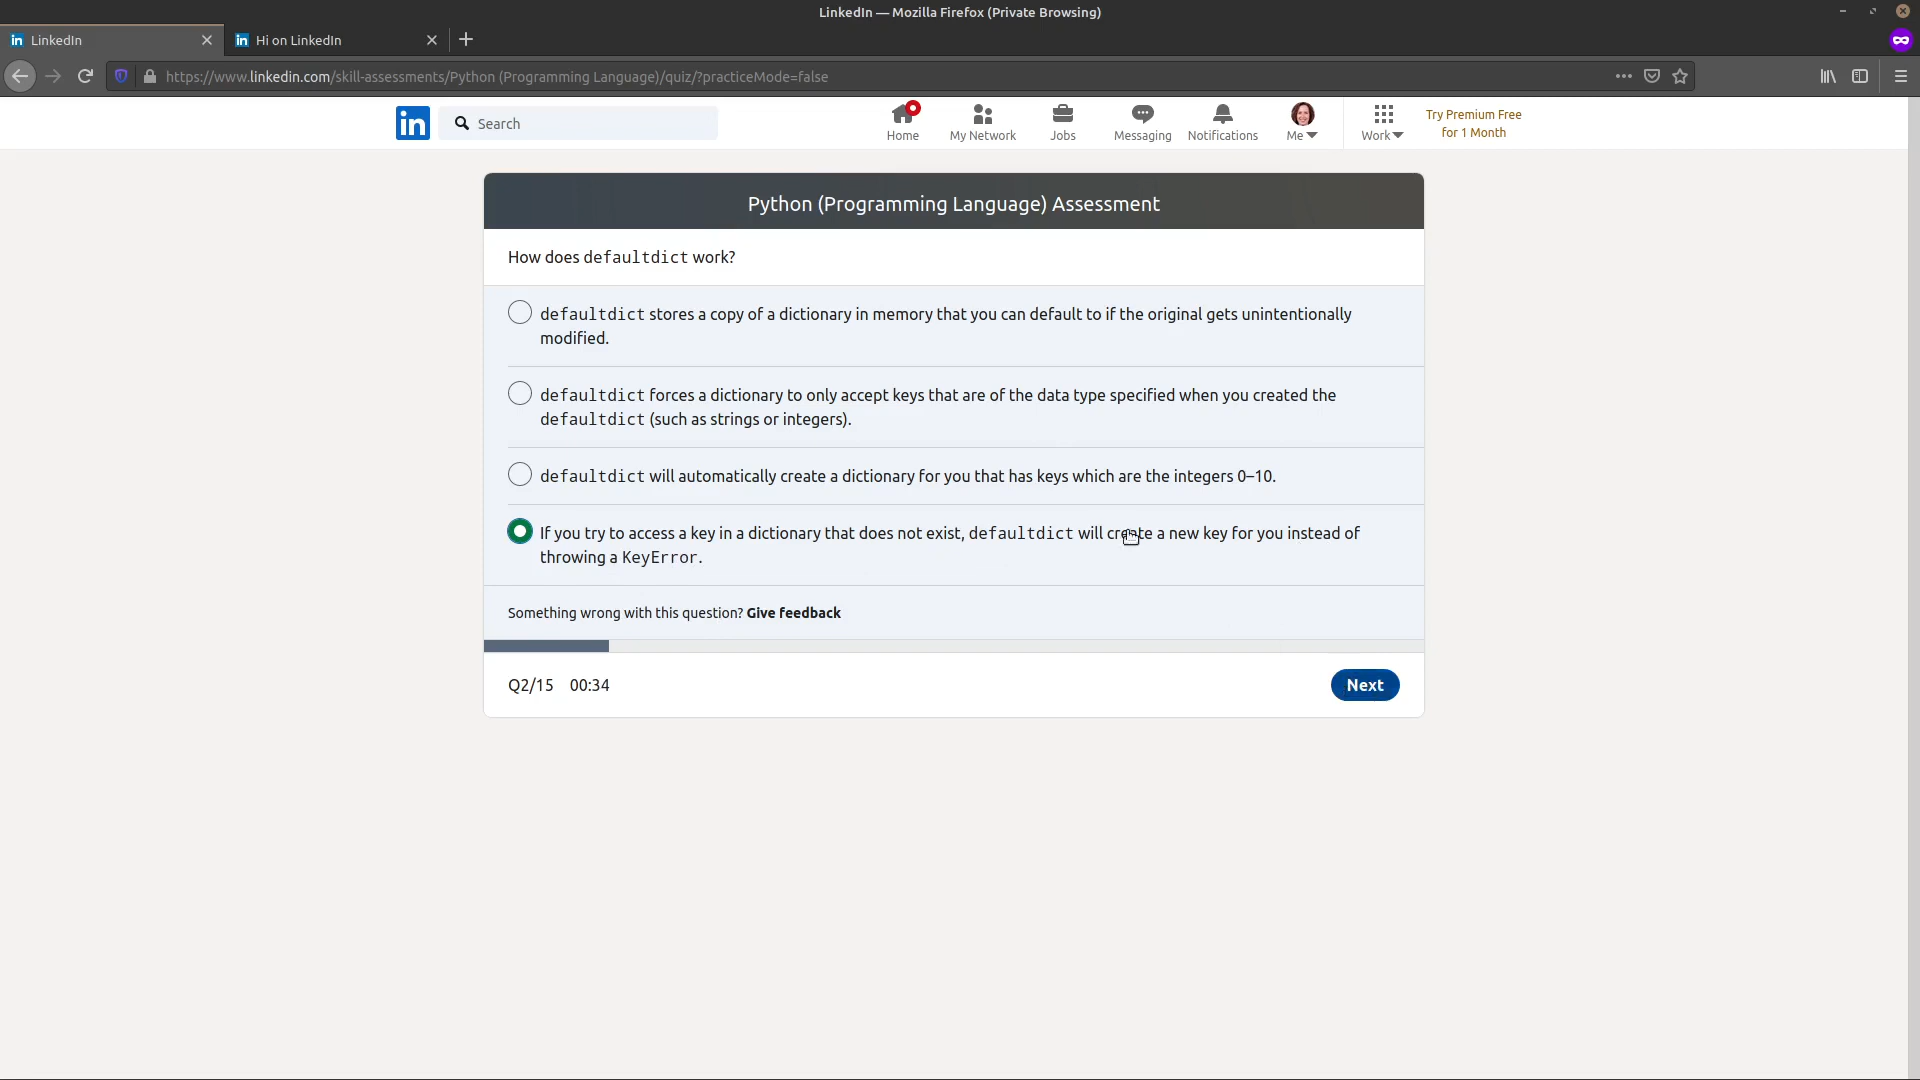 LinkedIn — Mozilla Firefox (Private Browsing)
in LinkedIn
in Hi on LinkedIn
https://www.linkedin.com/skill-assessments/Python (Programming Language)/quiz/?practiceMode=false
in
Search
Home
My Network
Jobs
Messaging
Notifications
Me
Work
Try Premium Free
for 1 Month
Python (Programming Language) Assessment
How does defaultdict work?
defaultdict stores a copy of a dictionary in memory that you can default to if the original gets unintentionally
modified.
defaultdict forces a dictionary to only accept keys that are of the data type specified when you created the
defaultdict (such as strings or integers).
defaultdict will automatically create a dictionary for you that has keys which are the integers 0–10.
If you try to access a key in a dictionary that does not exist, defaultdict will create a new key for you instead of
throwing a KeyError.
Something wrong with this question? Give feedback
Q2/15 00:34
Next